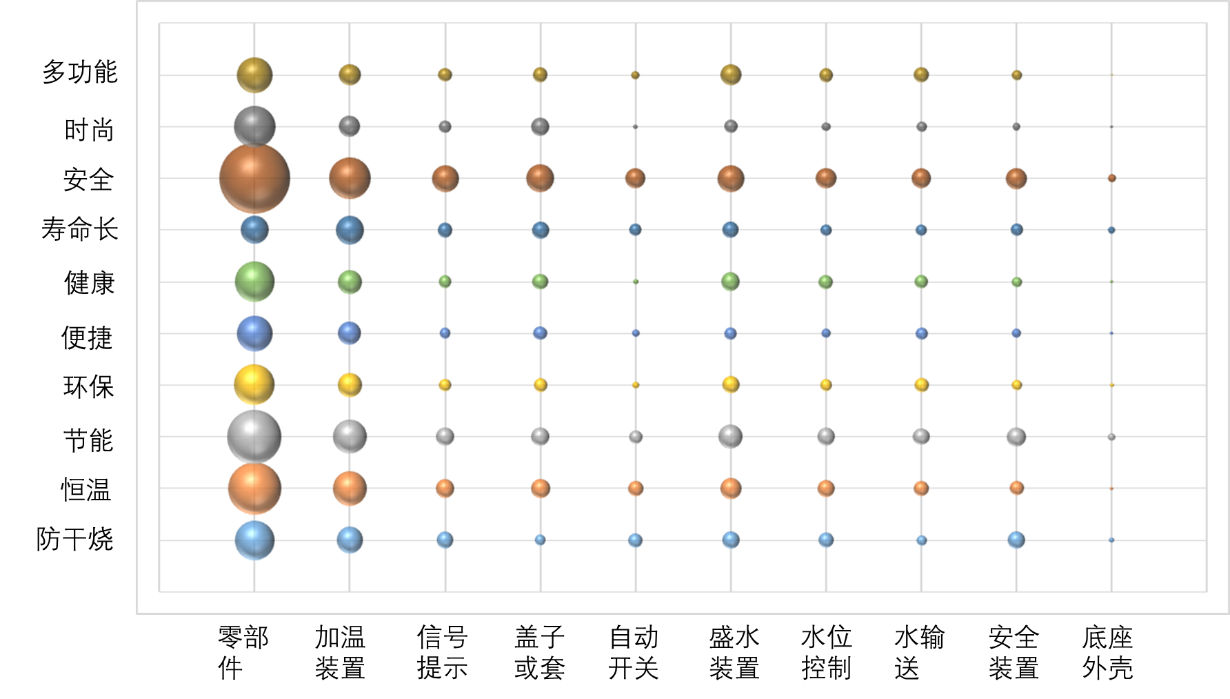 多功能
时尚
安全
寿命长
健康
便捷
环保
节能
恒温
防干烧
零部 加温 信号 盖子 自动 盛水 水位 水输 安全 底座
件 装置 提示 或套 开关 装置 控制 送 装置 外壳